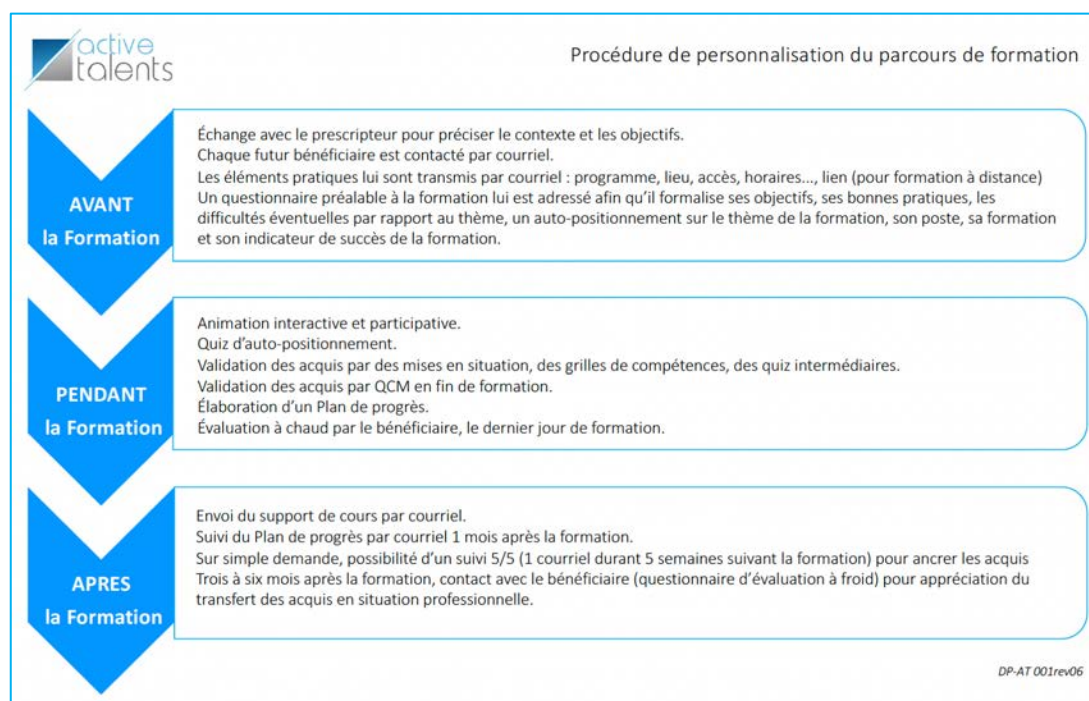 active
talents
Procédure de personnalisation du parcours de formation
AVANT
la Formation
Échange avec le prescripteur pour préciser le contexte et les objectifs.
Chaque futur bénéficiaire est contacté par courriel.
Les éléments pratiques lui sont transmis par courriel : programme, lieu, accès, horaires..., lien (pour formation à distance)
Un questionnaire préalable à la formation lui est adressé afin qu'il formalise ses objectifs, ses bonnes pratiques, les
difficultés éventuelles par rapport au thème, un auto-positionnement sur le thème de la formation, son poste, sa formation
et son indicateur de succès de la formation.
PENDANT
la Formation
Animation interactive et participative.
Quiz d'auto-positionnement.
Validation des acquis par des mises en situation, des grilles de compétences, des quiz intermédiaires.
Validation des acquis par QCM en fin de formation.
Élaboration d'un Plan de progrès.
Évaluation à chaud par le bénéficiaire, le dernier jour de formation.
APRES
la Formation
Envoi du support de cours par courriel.
Suivi du Plan de progrès par courriel 1 mois après la formation.
Sur simple demande, possibilité d'un suivi 5/5 (1 courriel durant 5 semaines suivant la formation) pour ancrer les acquis
Trois à six mois après la formation, contact avec le bénéficiaire (questionnaire d'évaluation à froid) pour appréciation du
transfert des acquis en situation professionnelle.
DP-AT 001rev06